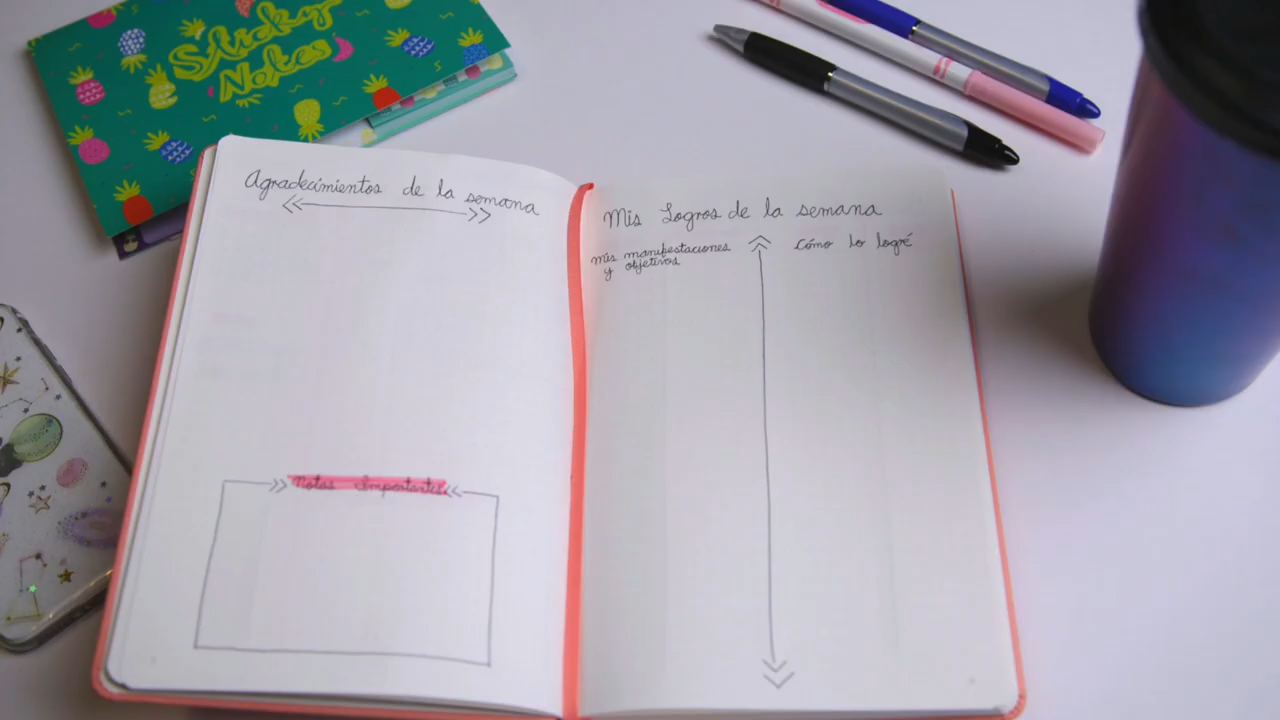 Sticky
Notes
Agradecimientos de la semana
Notas Importantes
Mis Logros de la semana
mis manifestaciones
y objetivos
Cómo lo logré